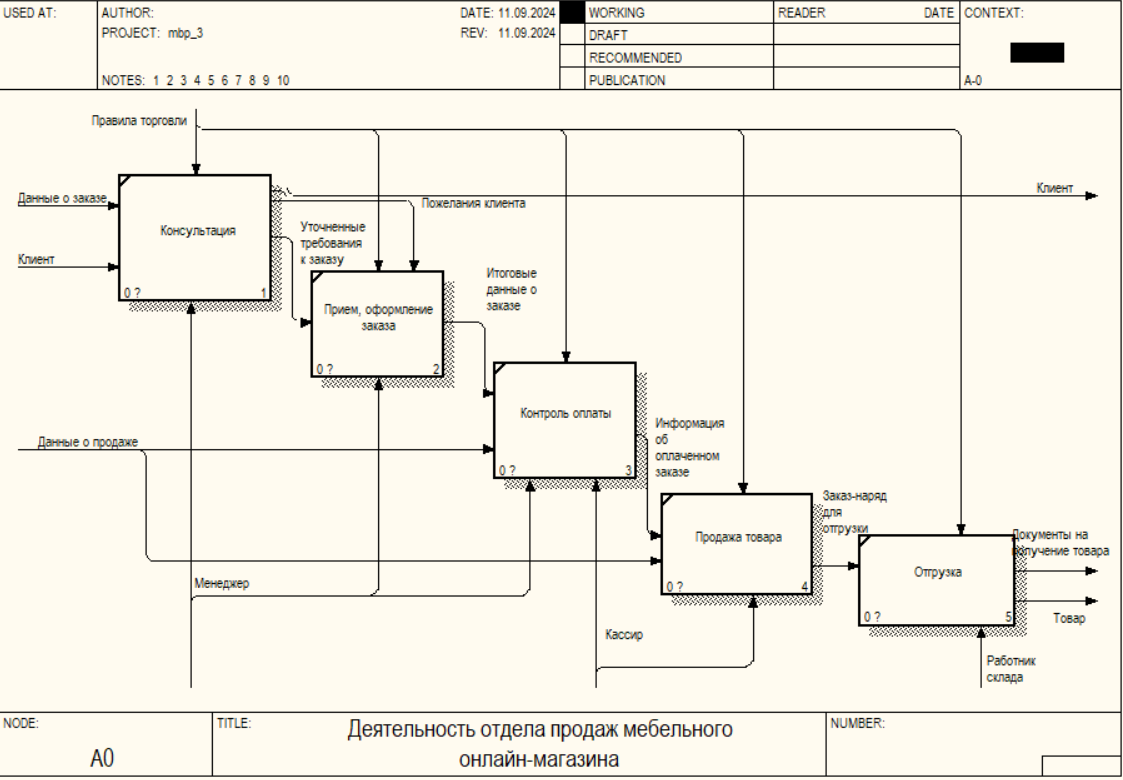 USED AT:
AUTHOR:
DATE: 11.09.2024
WORKING
READER
DATE
CONTEXT:
PROJECT: mbp_3
REV: 11.09.2024
DRAFT
RECOMMENDED
NOTES: 1 2 3 4 5 6 7 8 9 10
PUBLICATION
A-0
Правила торговли
Данные о заказе
Клиент
Консультация
0 ?
1
Клиент
Пожелания клиента
Уточненные
требования
к заказу
Прием, оформление
заказа
0 ?
2
Итоговые
данные о
заказе
Контроль оплаты
0 ?
3
Данные о продаже
Информация
об
оплаченном
заказе
Продажа товара
0 ?
4
Заказ-наряд
для
отгрузки
Отгрузка
0 ?
5
Документы на
получение товара
Товар
Менеджер
Кассир
Работник
склада
NODE:
A0
TITLE:
Деятельность отдела продаж мебельного
онлайн-магазина
NUMBER: